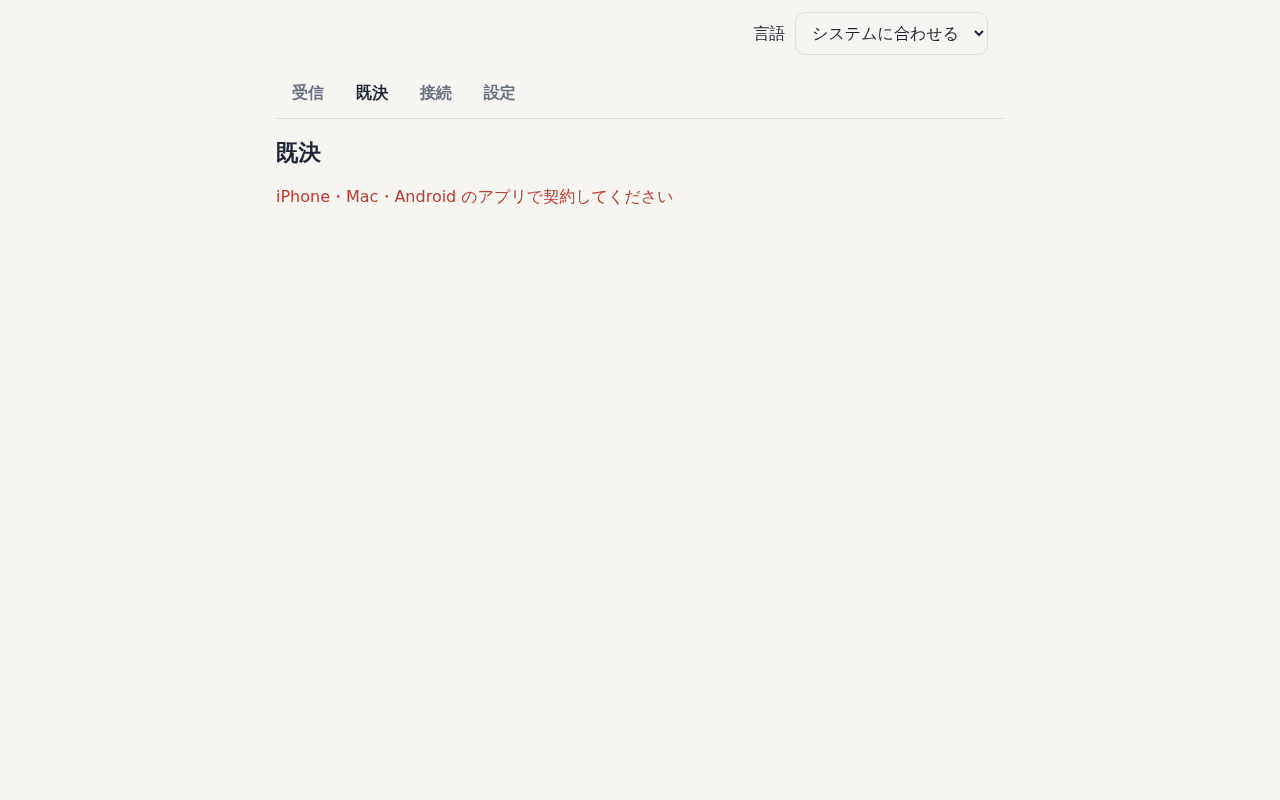 言語 システムに合わせる
受信 既決 接続 設定
既決
iPhone・Mac・Android のアプリで契約してください